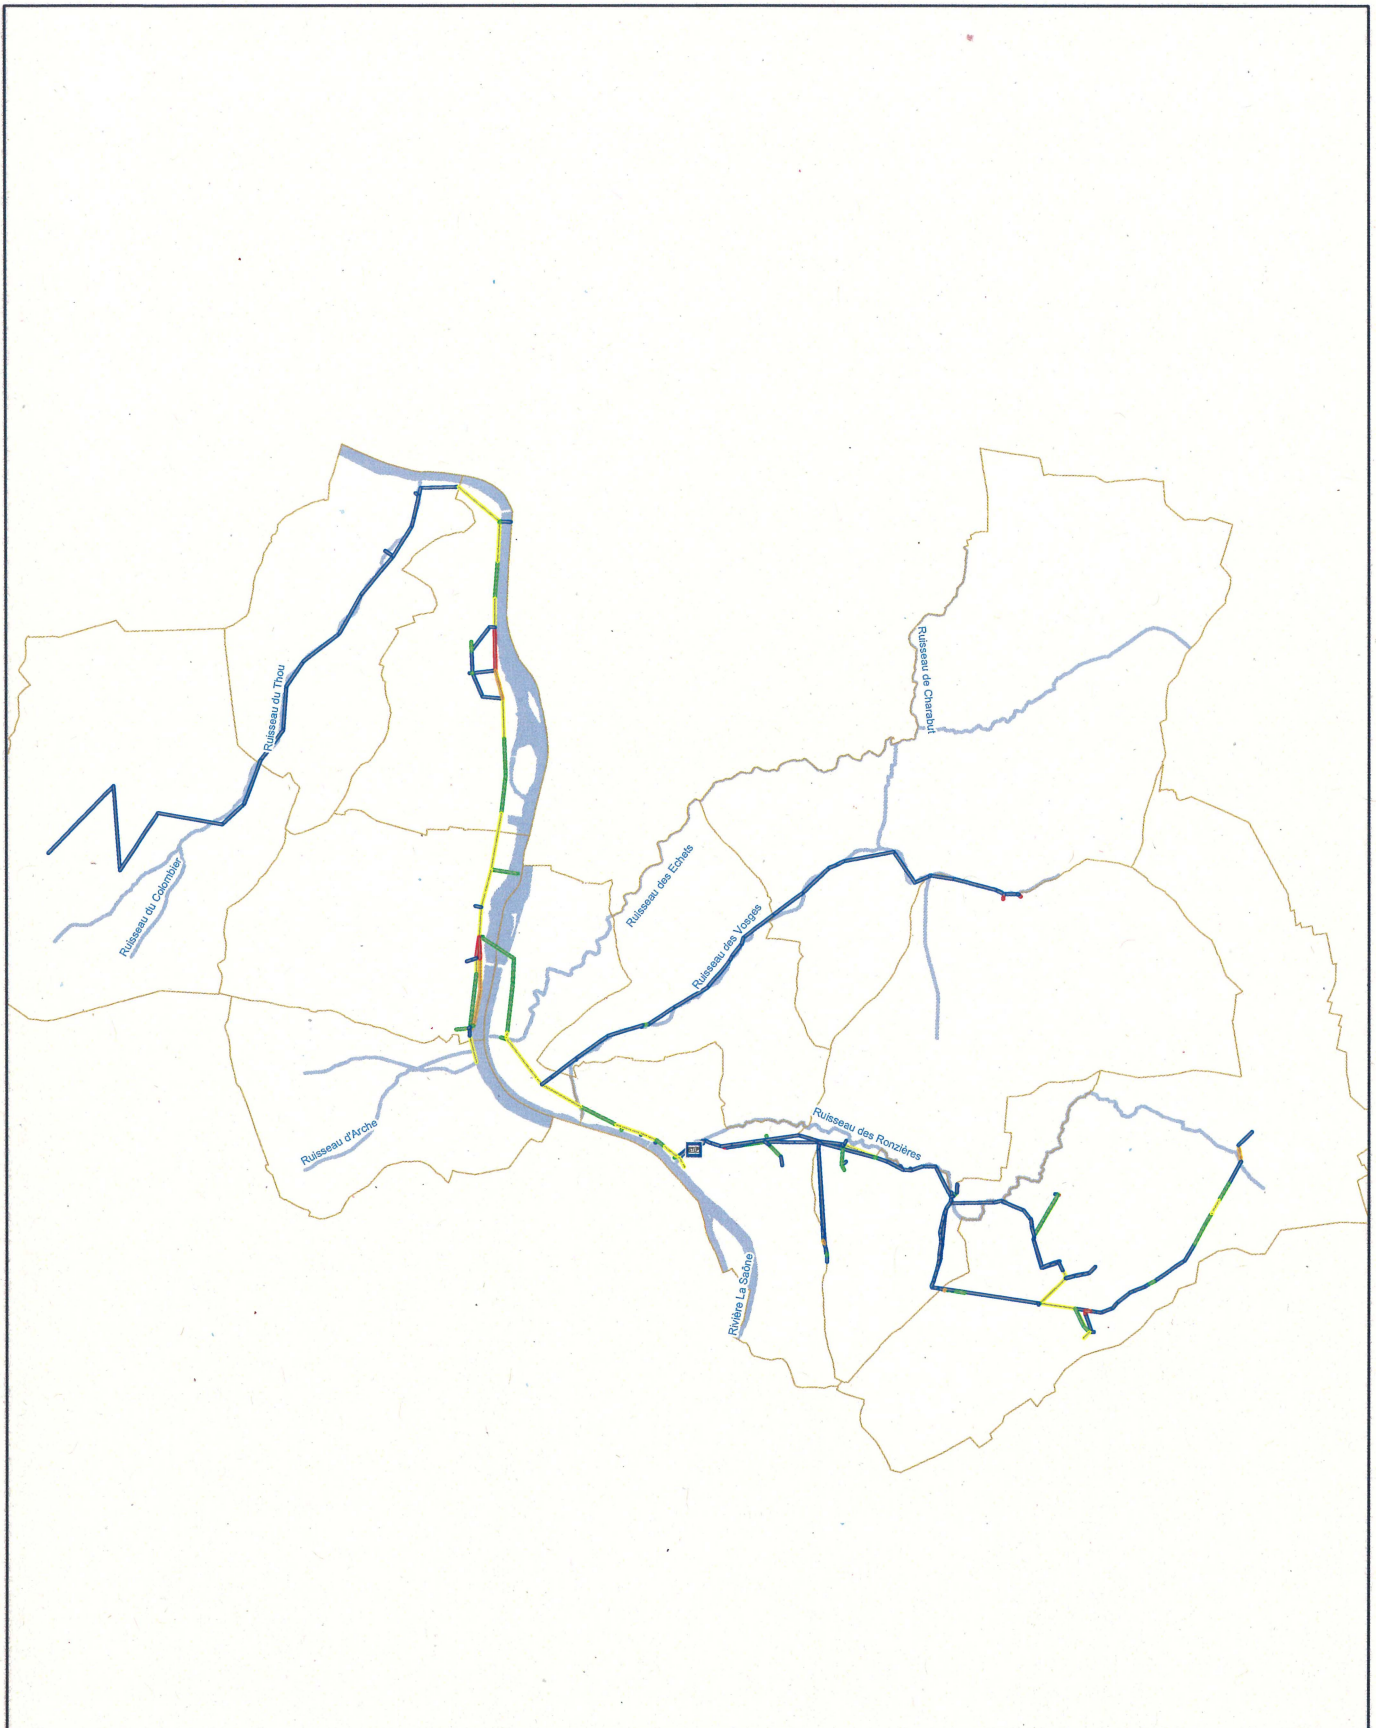 Ruisseau de Charabut
Ruisseau du Thou
Ruisseau des Echets
Ruisseau du Colombier
Ruisseau des Vosges
Ruisseau d'Arche
Ruisseau des Ronzières
Rivière La Saône